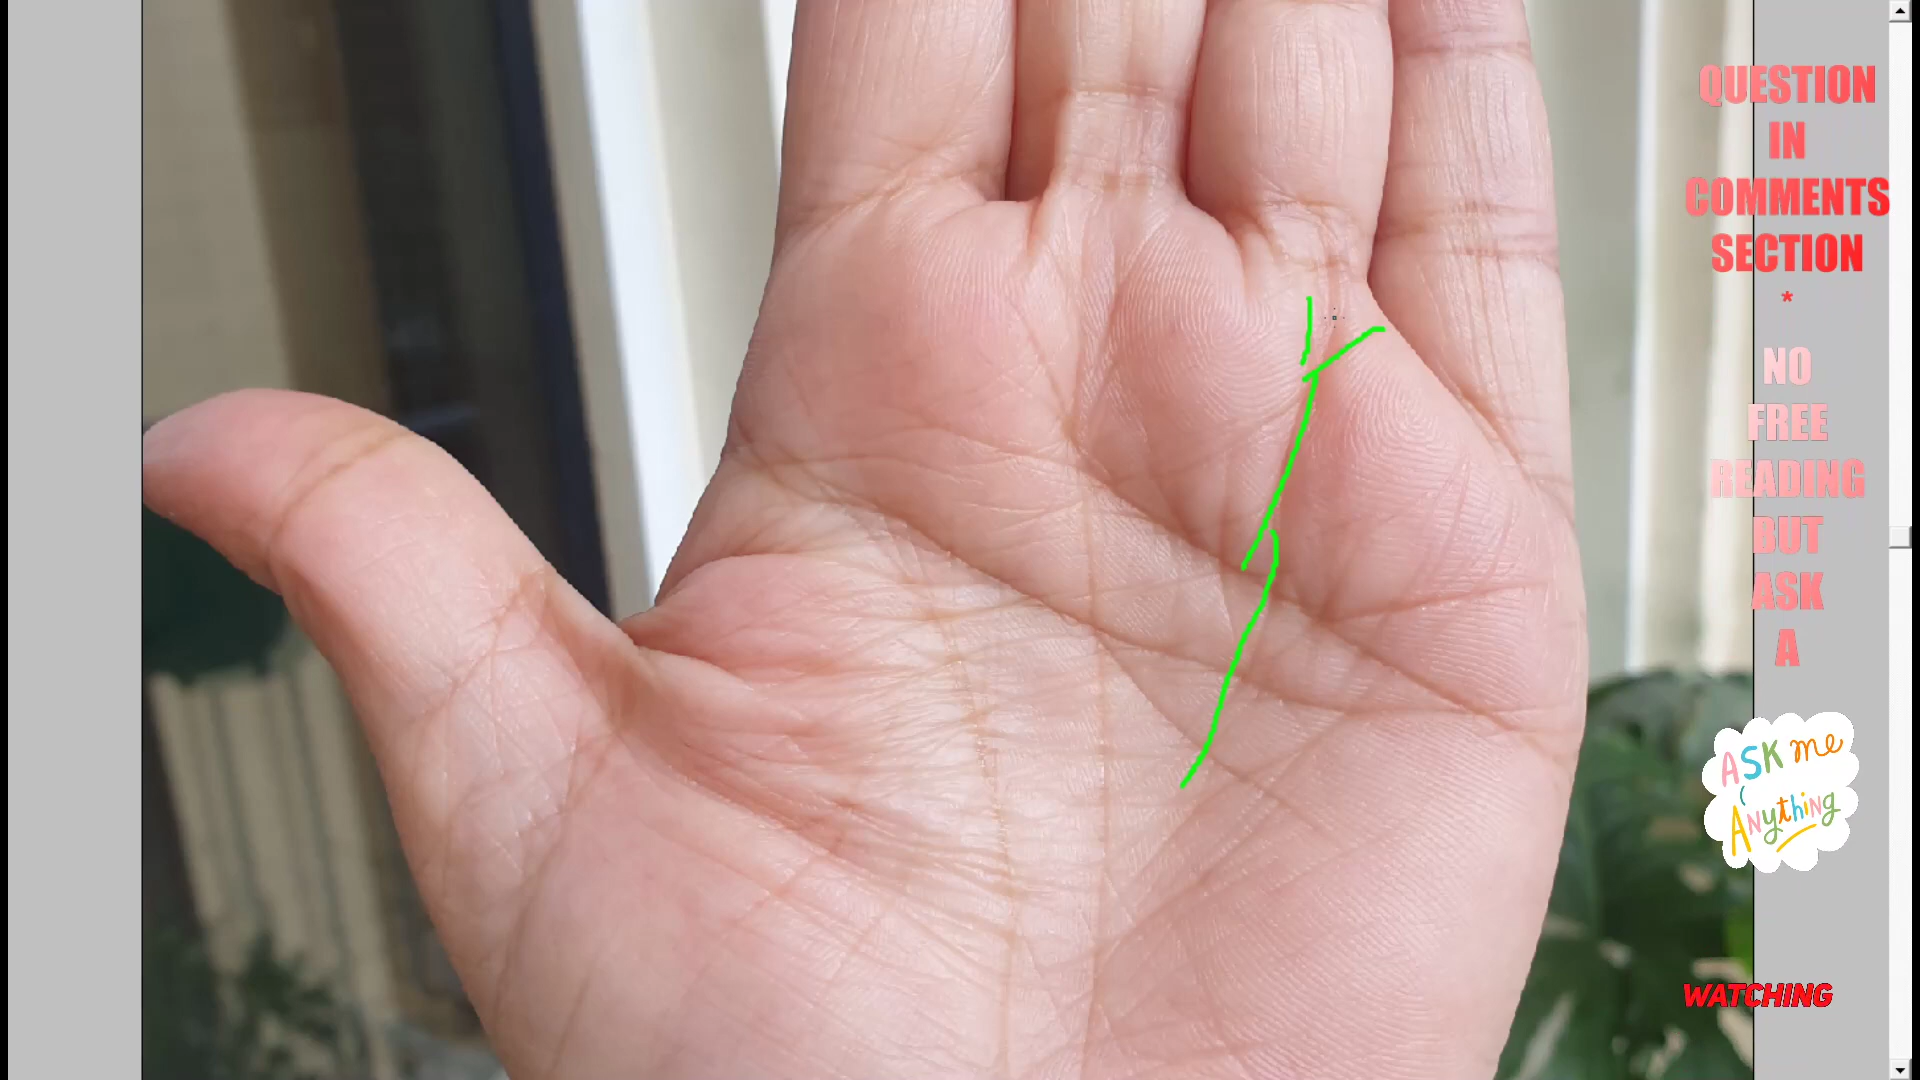 QUESTION
IN
COMMENTS
SECTION
*
NO
FREE
READING
BUT
ASK
A
ASK me
Anything
WATCHING